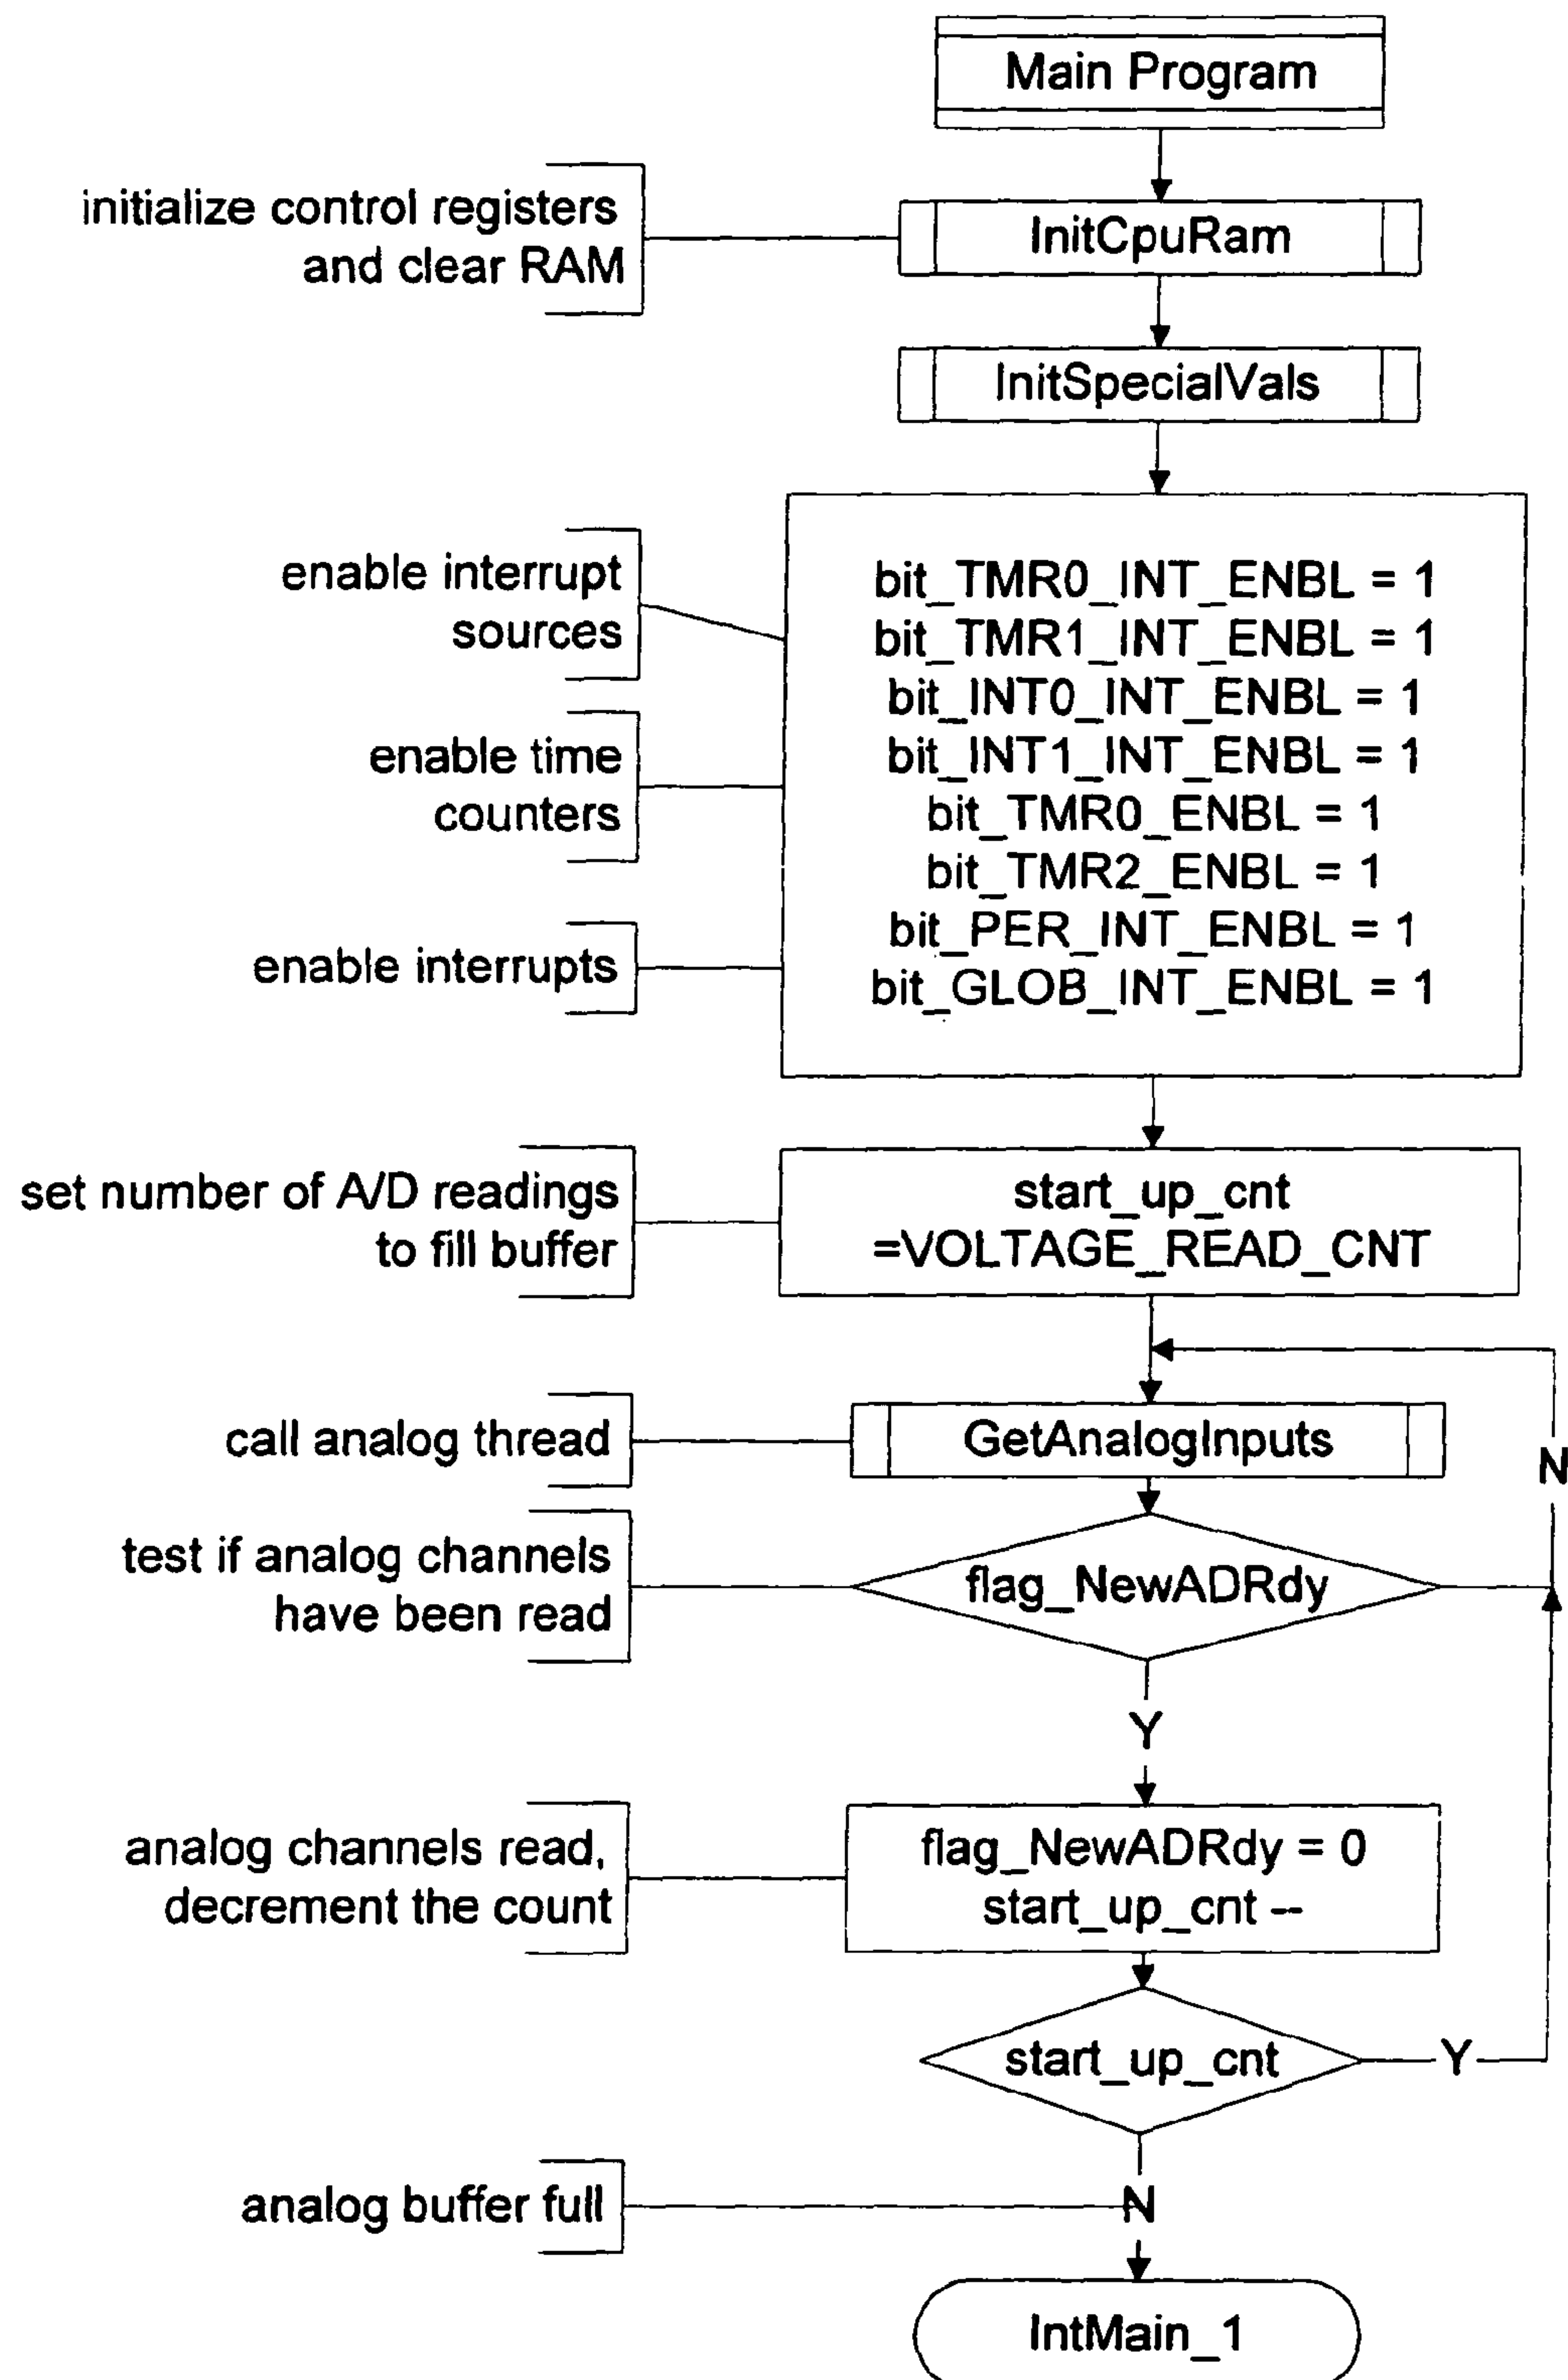 Main Program
initialize control registers
and clear RAM
InitCpuRam
InitSpecialVals
enable interrupt
sources
enable time
counters
enable interrupts
bit_TMR0_INT_ENBL = 1
bit_TMR1_INT_ENBL = 1
bit_INT0_INT_ENBL = 1
bit_INT1_INT_ENBL = 1
bit_TMR0_ENBL = 1
bit_TMR2_ENBL = 1
bit_PER_INT_ENBL = 1
bit_GLOB_INT_ENBL = 1
set number of A/D readings
to fill buffer
start_up_cnt
=VOLTAGE_READ_CNT
call analog thread
GetAnalogInputs
N
test if analog channels
have been read
flag_NewADRdy
Y
analog channels read,
decrement the count
flag_NewADRdy = 0
start_up_cnt --
start_up_cnt
Y
analog buffer full
N
IntMain_1